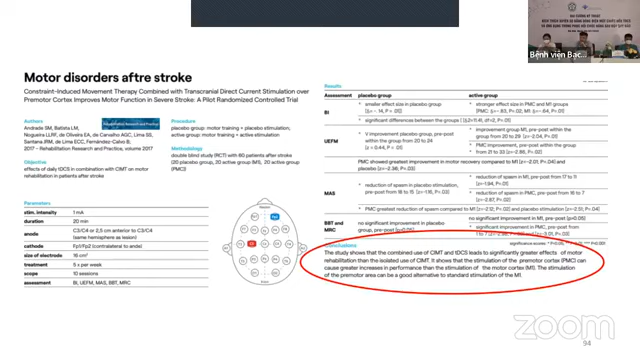 Bệnh viện Bạc...
Motor disorders aftre stroke
Constraint-Induced Movement Therapy Combined with Transcranial Direct Current Stimulation over
Premotor Cortex Improves Motor Function in Severe Stroke: A Pilot Randomized Controlled Trial
Authors
Andrade SM, Batista LM,
Nogueira LLRF, de Oliveira EA, de Carvalho AGC, Lima SS,
Santana JRM, de Lima ECC, Fernández-Calvo B,
2017 - Rehabilitation Research and Practice, volume 2017
Objective
effects of daily tDCS in combination with CIMT on motor
rehabilitation in patients after stroke
Procedure
placebo group: motor training + placebo stimulation;
active group: motor training + active stimulation
Methodology
double blind study (RCT) with 60 patients after stroke
(20 placebo group, 20 active group (M1), 20 active group
(PMC))
Parameters
stim. intensity 1 mA
duration 20 min
anode C3/C4 or 2,5 cm anterior to C3/C4
(same hemisphere as lesion)
cathode Fp1/Fp2 (contralateral to anode)
size of electrode 16 cm²
treatment 5 x per week
scope 10 sessions
assessment BI, UEFM, MAS, BBT, MRC
Results
Assessment placebo group active group
BI
smaller effect size in placebo group
stronger effect size in PMC and M1 groups
UEFM
improvement group M1, pre-post within the
group from 20 to 29
PMC improvement, pre-post within the
group from 21 to 33
PMC showed greatest improvement in motor recovery compared to M1
and placebo
MAS
reduction of spasm in placebo stimulation,
pre-post from 18 to 15
reduction of spasm in M1, pre-post from 17 to
11
reduction of spasm in PMC, pre-post from 16 to 7
PMC greatest reduction of spasm compared to M1 and placebo stimulation
BBT and
MRC
no significant improvement in placebo
group, pre-post
no significant improvement in M1, pre-post
significant improvement in PMC, pre-post from
Conclusions
The study shows that the combined use of CIMT and tDCS leads to significantly greater effects of motor
rehabilitation than the isolated use of CIMT. It ashows that the stimulation of the premotor cortex (PMC) can
cause greater increases in performance than the stimulation of the motor cortex (M1). The stimulation
of the premotor area can be a good alternative to standard stimulation of the M1.
zoom
94